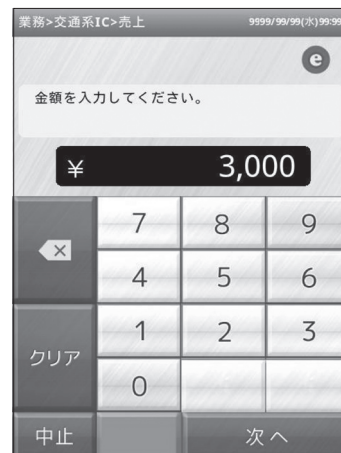 業務>交通系IC>売上 9999/99/99(水)99:99
e
金額を入力してください。
¥ 3,000
7 8 9
4 5 6
クリア 1 2 3
0
中止 次へ